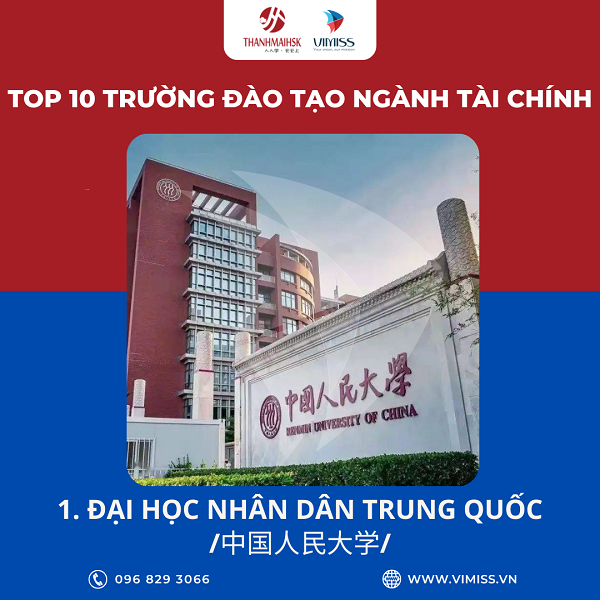 THANHMAIHSK
VIMISS
TOP 10 TRƯỜNG ĐÀO TẠO NGÀNH TÀI CHÍNH
中国人民大学
RENMIN UNIVERSITY OF CHINA
1. ĐẠI HỌC NHÂN DÂN TRUNG QUỐC
/中国人民大学/
096 829 3066
WWW.VIMISS.VN